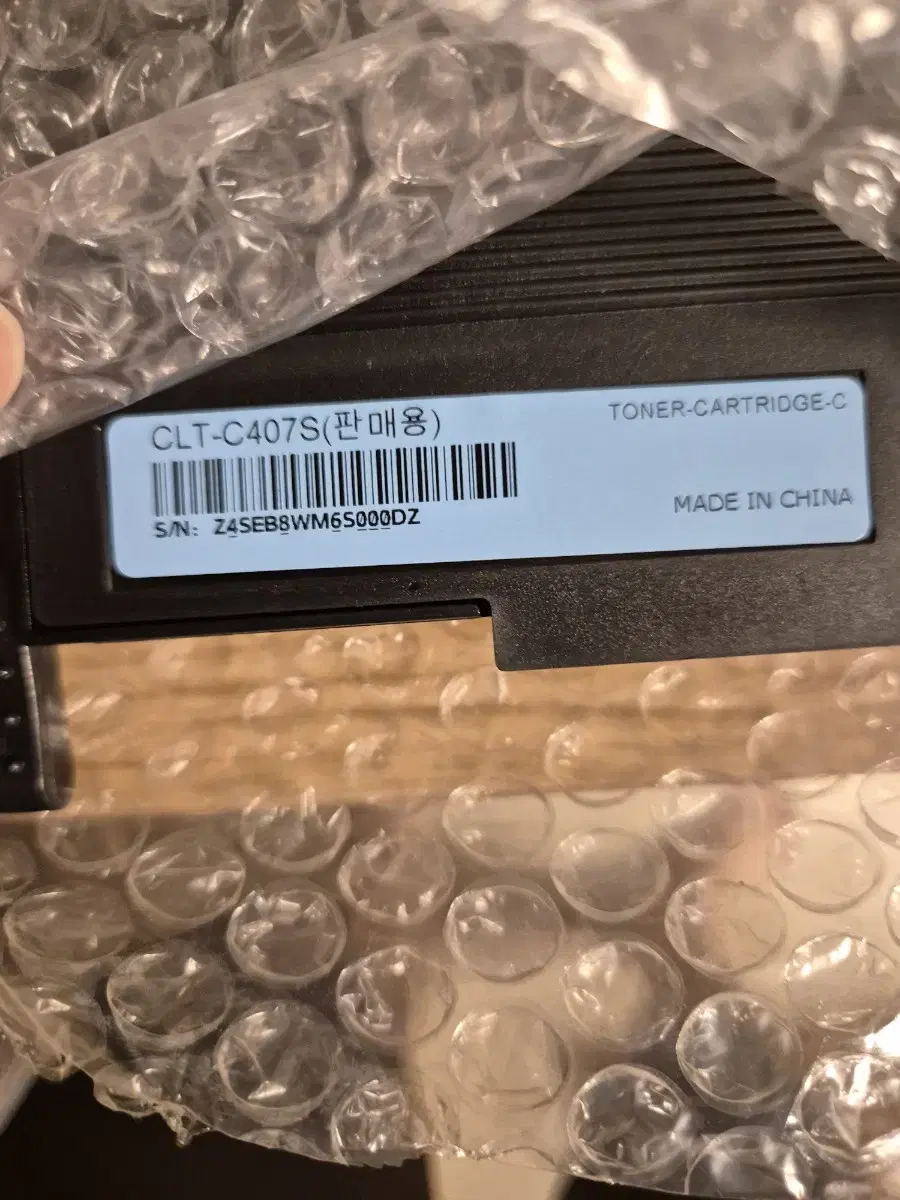 CLT-C407S(판매용)
TONER-CARTRIDGE-C
S/N: Z4SEB8WM6S000DZ
MADE IN CHINA